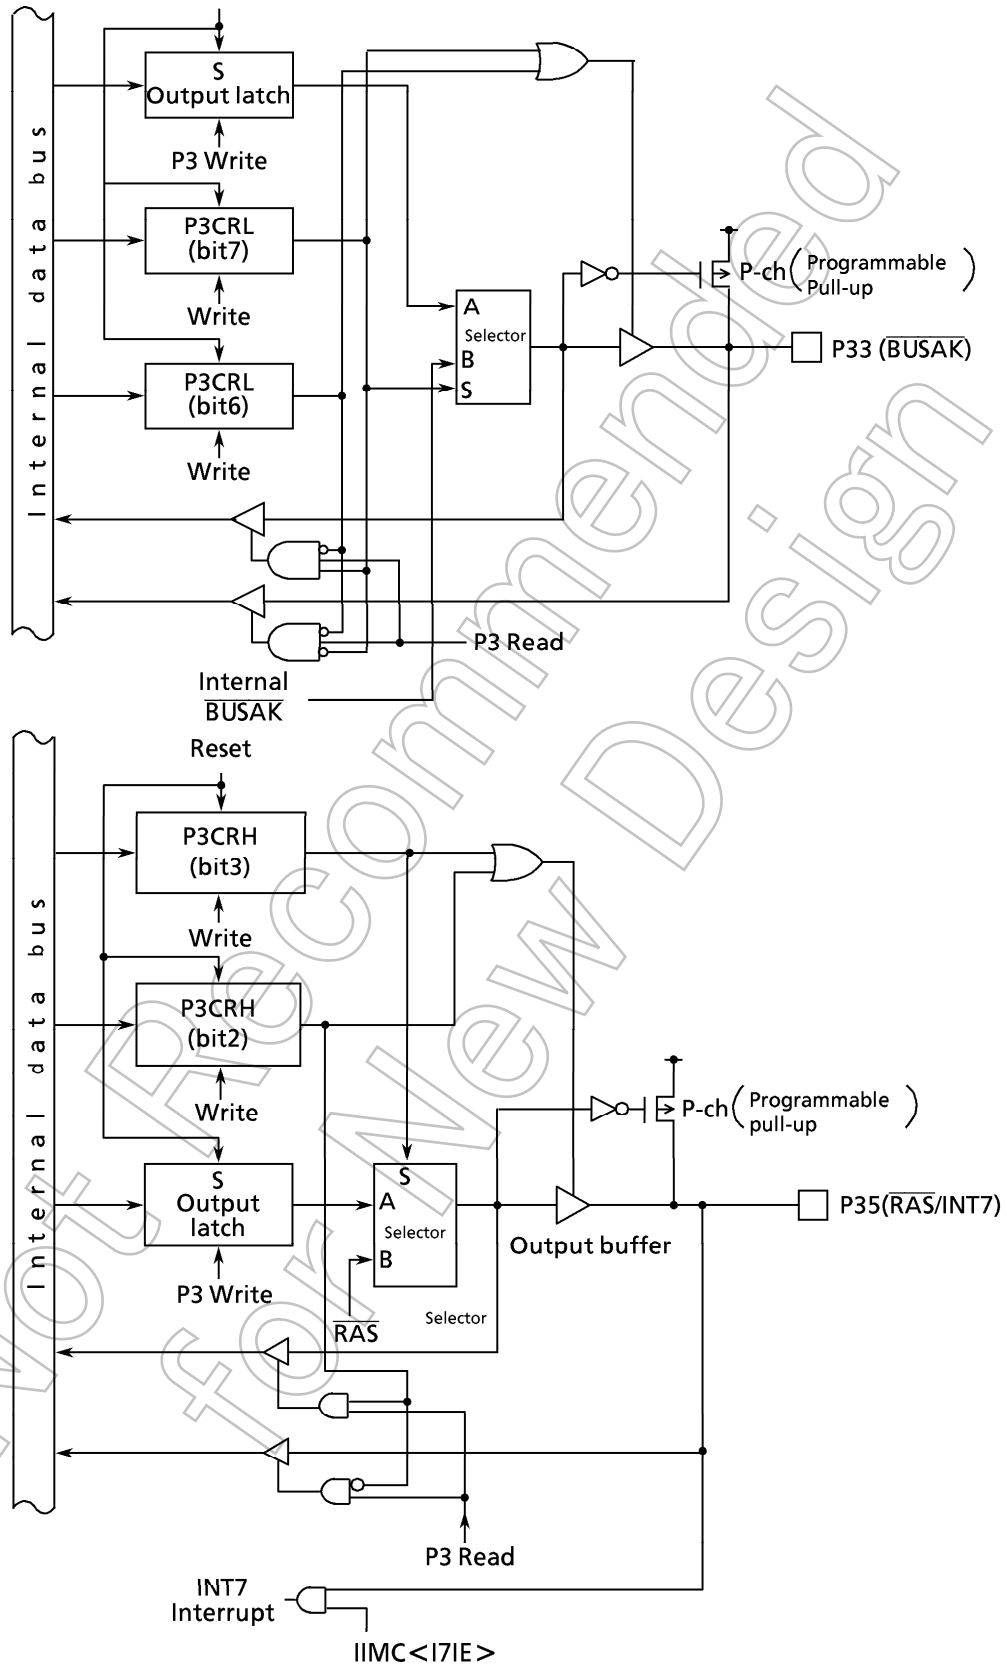 Internal data bus
S
Output latch
P3 Write
P3CRL
(bit7)
Write
P3CRL
(bit6)
Write
A
Selector
B
S
P-ch (Programmable
Pull-up)
P33 (BUSAK)
P3 Read
Internal
BUSAK
Reset
Internal data bus
P3CRH
(bit3)
Write
P3CRH
(bit2)
Write
S
Output
latch
P3 Write
S
A
Selector
B
RAS
Selector
Output buffer
P-ch (Programmable
pull-up)
P35(RAS/INT7)
P3 Read
INT7
Interrupt
IIMC<I7IE>
Not Recommended
for New Design